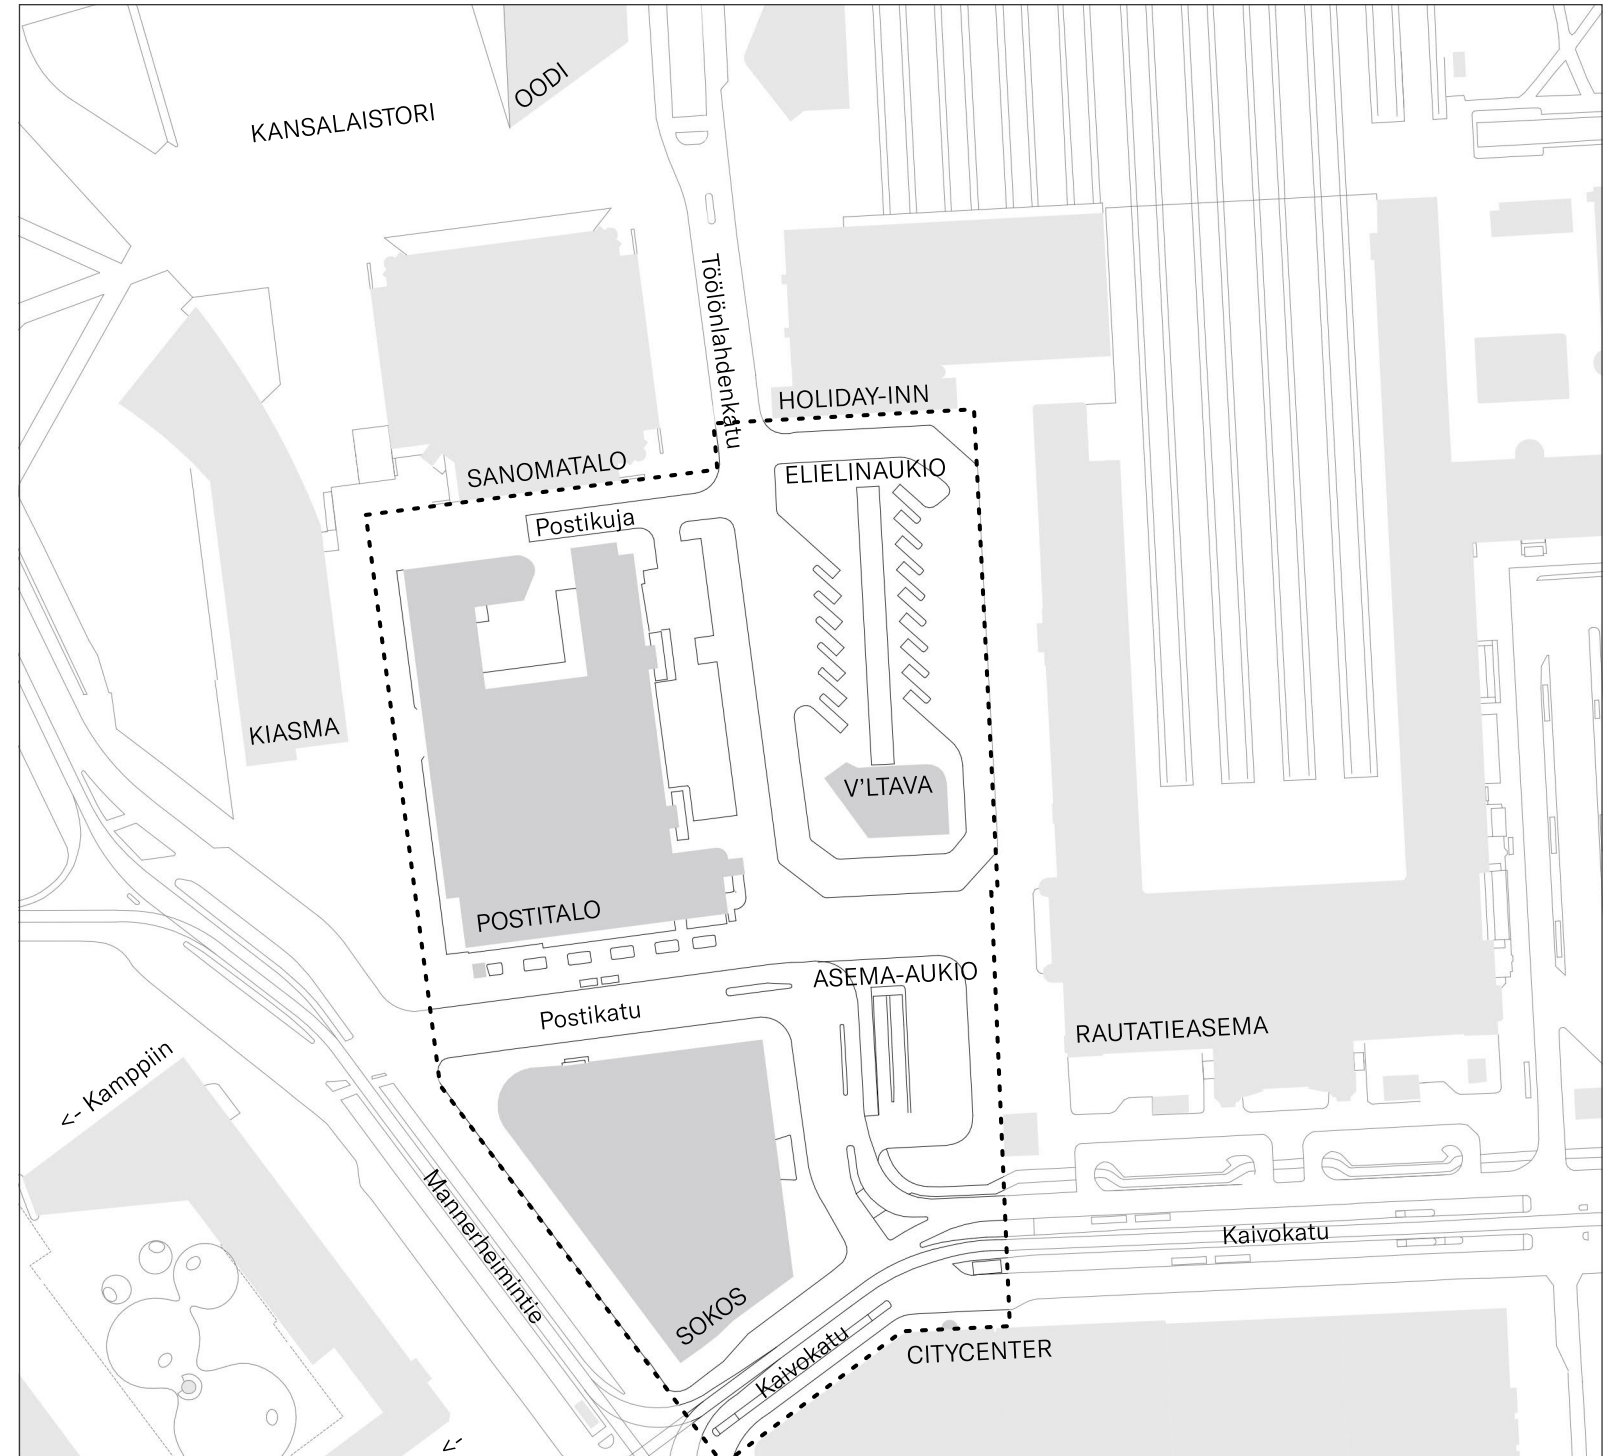 OODI
KANSALAISTORI
Töölönlahdenkatu
HOLIDAY-INN
SANOMATALO
ELIELINAUKIO
Postikuja
KIASMA
V'LTAVA
POSTITALO
ASEMA-AUKIO
Postikatu
RAUTATIEASEMA
<- Kamppiin
Mannerheimintie
Kaivokatu
SOKOS
Kaivokatu
CITYCENTER
<-